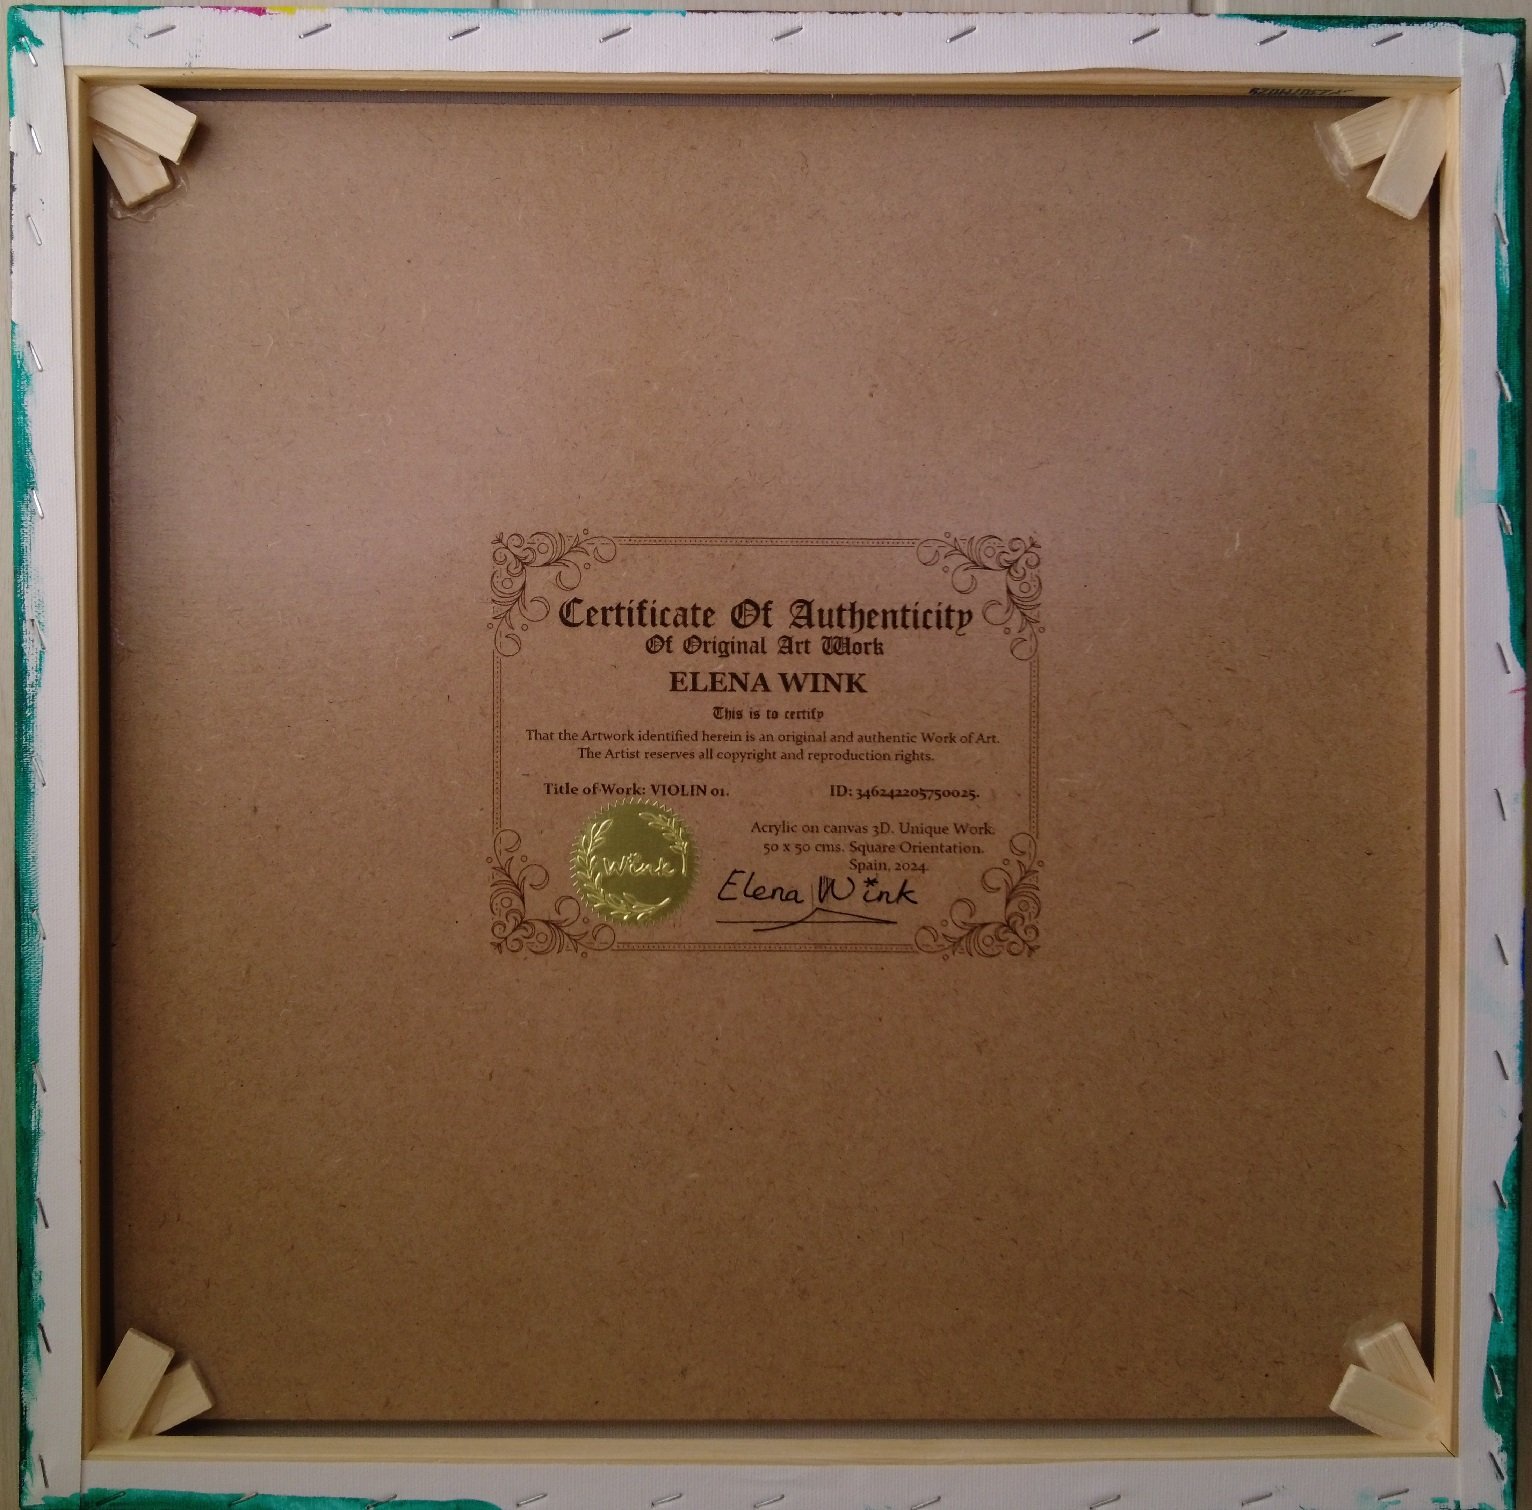 Certificate Of Authenticity
Of Original Art Work
ELENA WINK
This is to certify
That the Artwork identified herein is an original and authentic Work of Art.
The Artist reserves all copyright and reproduction rights.
Title of Work: VIOLIN 01.
ID: 346242205750025.
Acrylic on canvas 3D. Unique Work.
50 x 50 cms. Square Orientation.
Spain, 2024.
Wink
Elena Wink